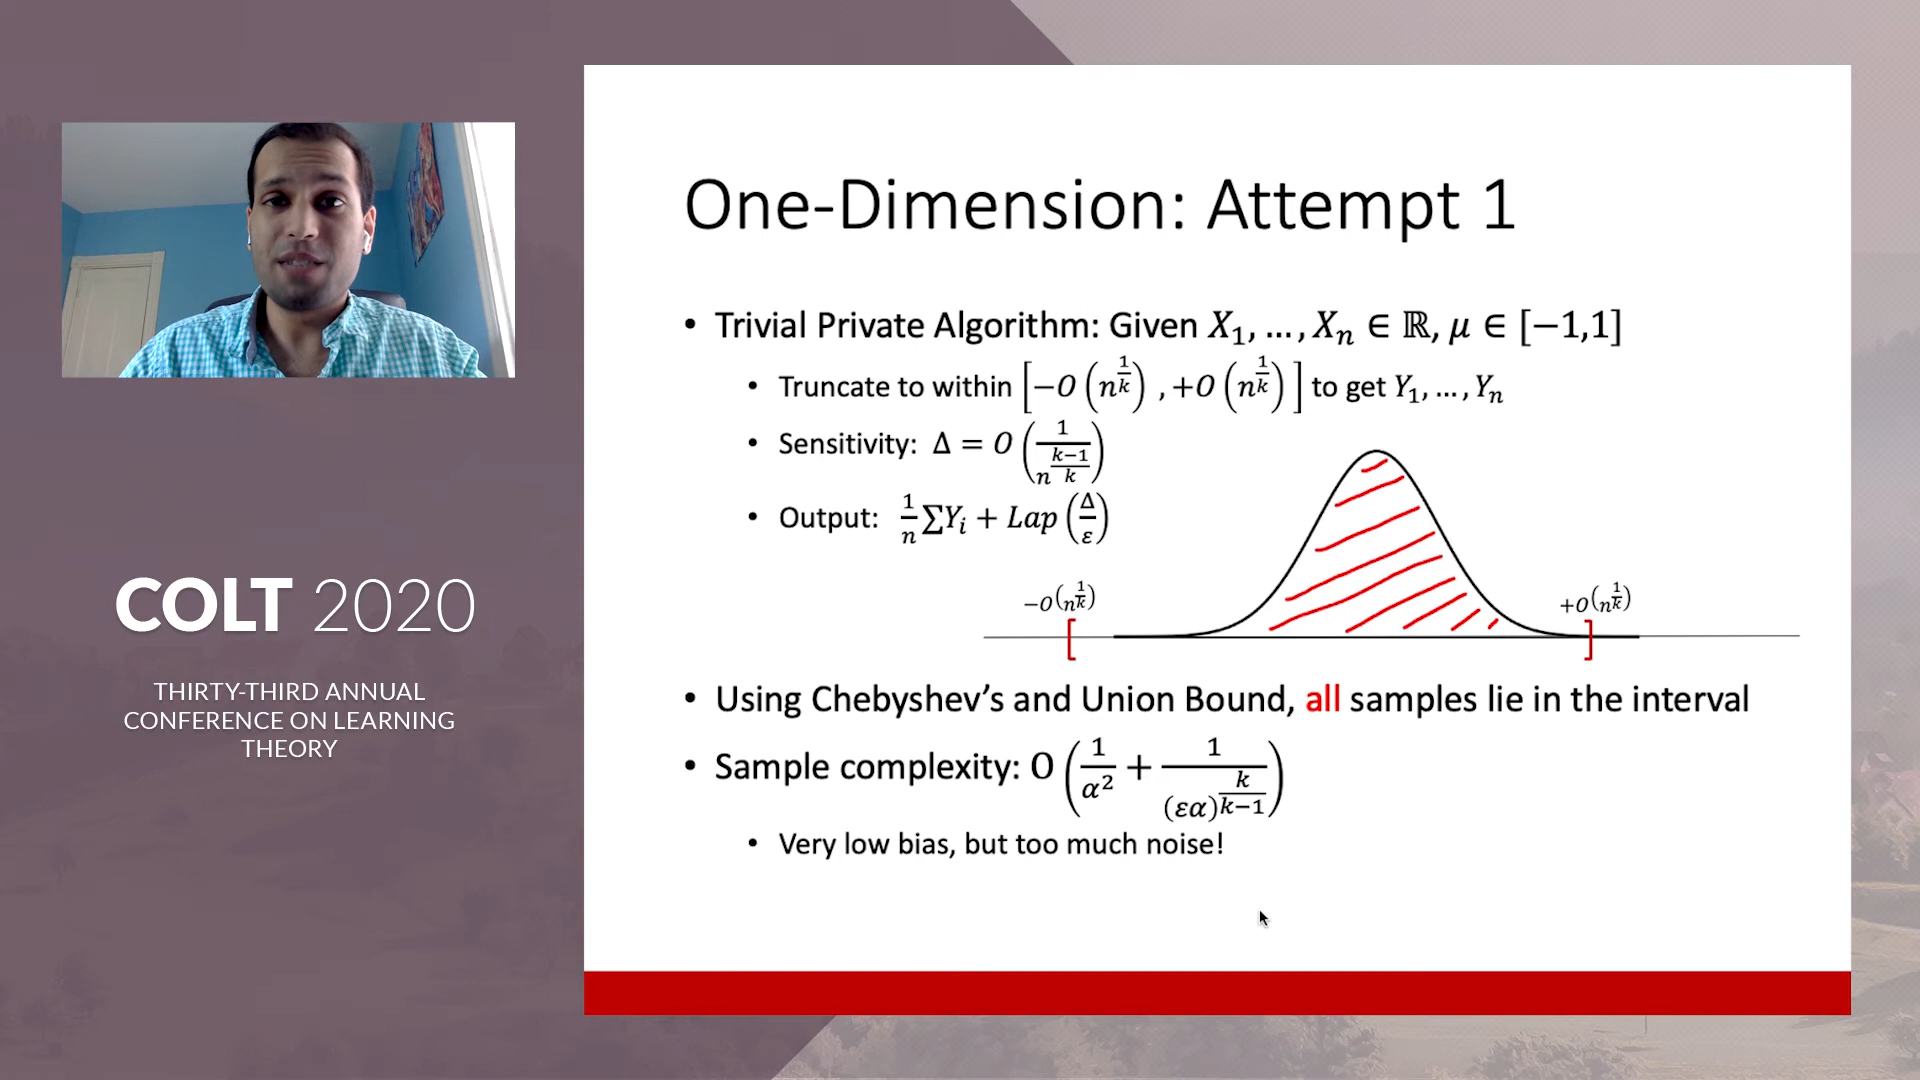 COLT 2020
THIRTY-THIRD ANNUAL
CONFERENCE ON LEARNING
THEORY
One-Dimension: Attempt 1
• Trivial Private Algorithm: Given X₁, …, Xₙ ∈ ℝ, μ ∈ [−1,1]
• Truncate to within [−O(n^{1/k}), +O(n^{1/k})] to get Y₁, …, Yₙ
• Sensitivity: Δ = O(1/n^{(k−1)/k})
• Output: 1/n ∑Yᵢ + Lap(Δ/ε)
−O(n^{1/k})
+O(n^{1/k})
• Using Chebyshev's and Union Bound, all samples lie in the interval
• Sample complexity: O(1/α² + 1/(εα)^{k/(k−1)})
• Very low bias, but too much noise!